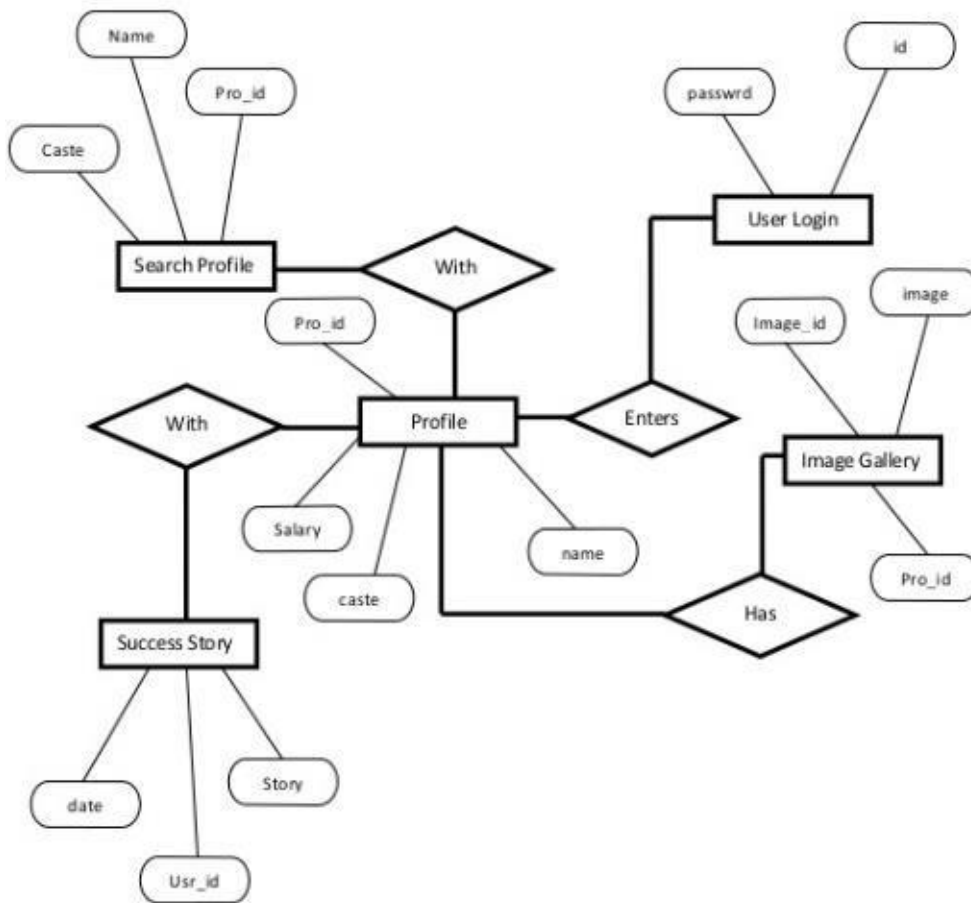 Name
id
Pro_id
passwrd
Caste
User Login
Search Profile
With
image
Pro_id
Image_id
With
Profile
Enters
Image Gallery
Salary
name
caste
Pro_id
Has
Success Story
Story
date
Usr_id